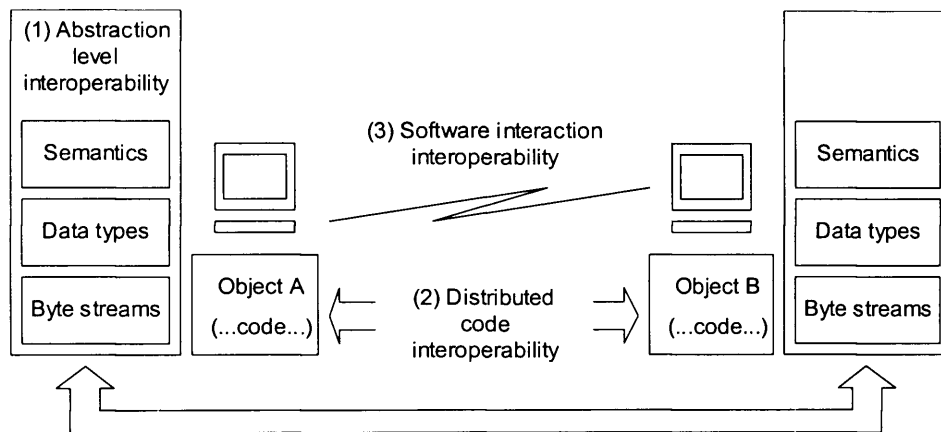 (1) Abstraction
level
interoperability
Semantics
Data types
Byte streams
(3) Software interaction
interoperability
Object A
(...code...)
(2) Distributed
code
interoperability
Object B
(...code...)
Semantics
Data types
Byte streams